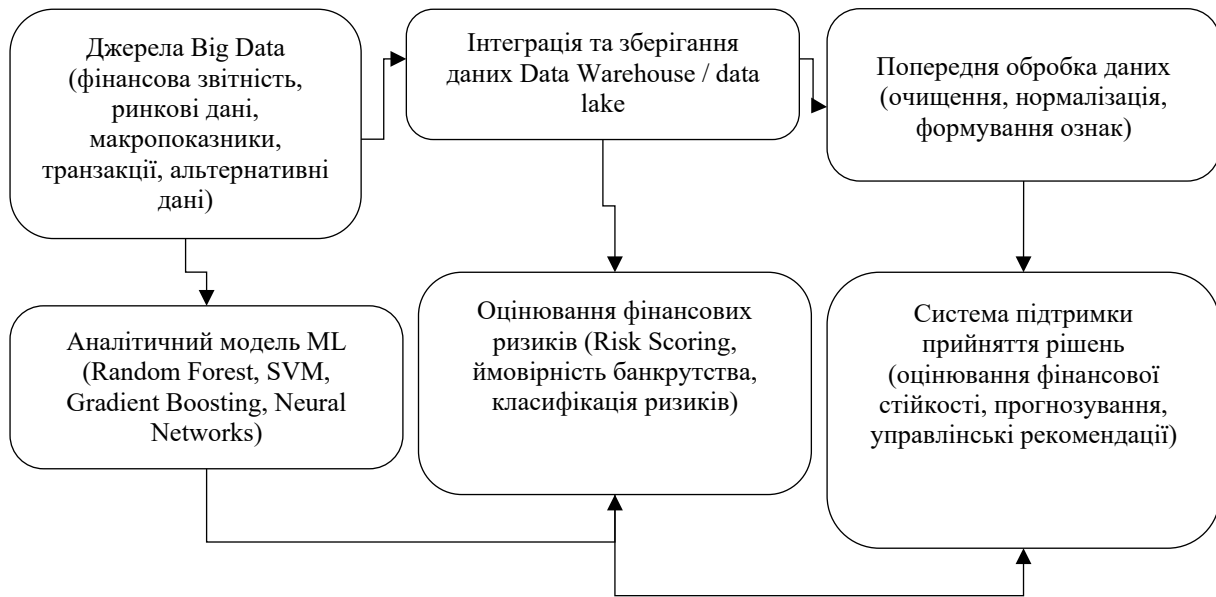 Джерела Big Data
(фінансова звітність,
ринкові дані,
макропоказники,
транзакції, альтернативні
дані)
Інтеграція та зберігання
даних Data Warehouse / data
lake
Попередня обробка даних
(очищення, нормалізація,
формування ознак)
Аналітичний модель ML
(Random Forest, SVM,
Gradient Boosting, Neural
Networks)
Оцінювання фінансових
ризиків (Risk Scoring,
ймовірність банкрутства,
класифікація ризиків)
Система підтримки
прийняття рішень
(оцінювання фінансової
стійкості, прогнозування,
управлінські рекомендації)